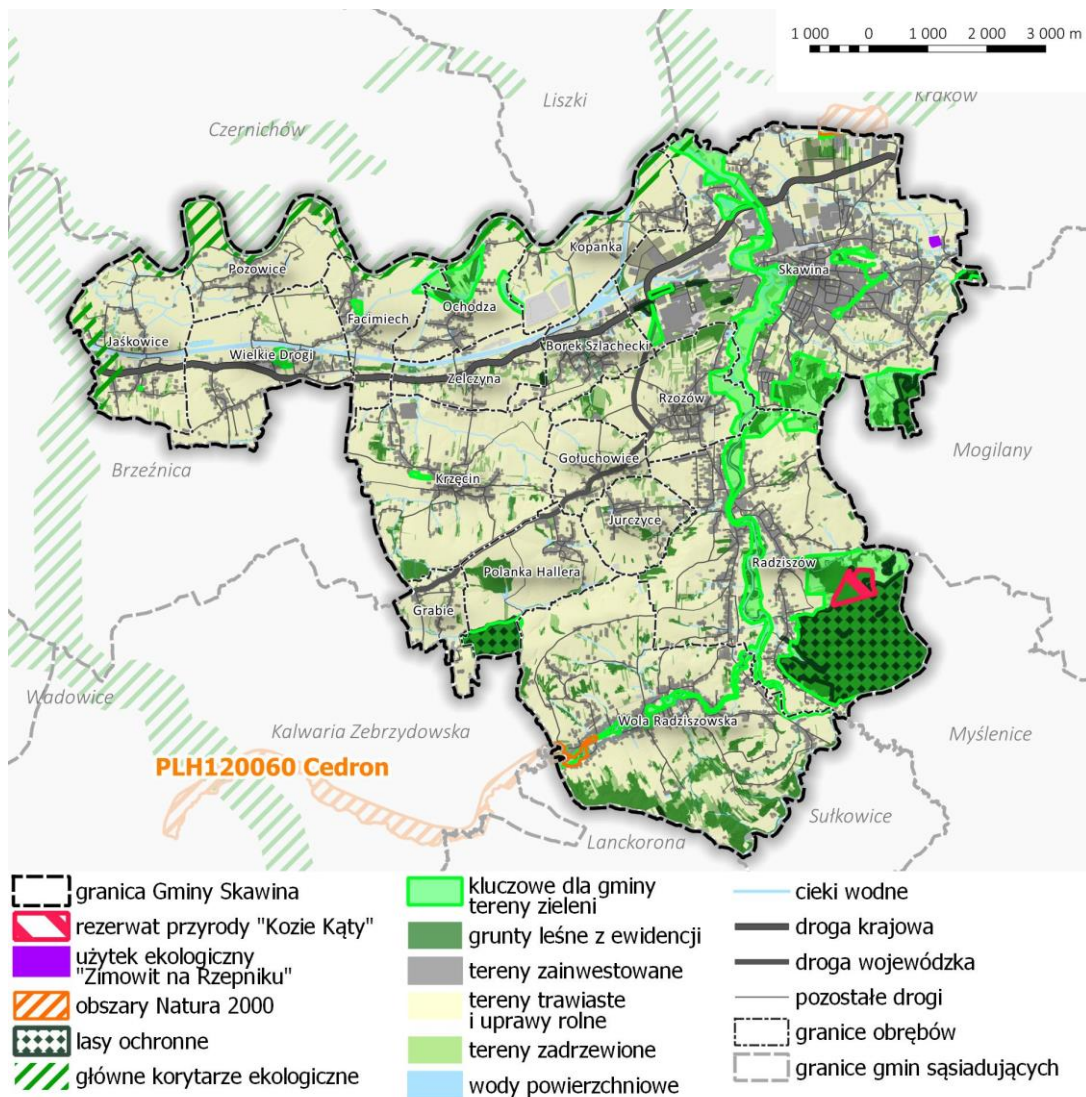 1 000 0 1 000 2 000 3 000 m
Kraków
Liszki
Czernichów
Kopanka
Skawina
Pozowice
Facimiech
Ochodza
Jaśkowice
Wielkie Drogi
Borek Szlachecki
Zelczyna
Rzozów
Brzeźnica
Mogilany
Gołuchowice
Krzęcin
Jurczyce
Radziszów
Polanka Hallera
Grabie
Wadowice
Kalwaria Zebrzydowska
Wola Radziszowska
Myślenice
PLH120060 Cedron
Sułkowice
Lanckorona
granica Gminy Skawina
rezerwat przyrody "Kozie Kąty"
użytek ekologiczny
"Zimowit na Rzepniku"
obszary Natura 2000
lasy ochronne
główne korytarze ekologiczne
kluczowe dla gminy
tereny zieleni
grunty leśne z ewidencji
tereny zainwestowane
tereny trawiaste
i uprawy rolne
tereny zadrzewione
wody powierzchniowe
cieki wodne
droga krajowa
droga wojewódzka
pozostałe drogi
granice obrębów
granice gmin sąsiadujących